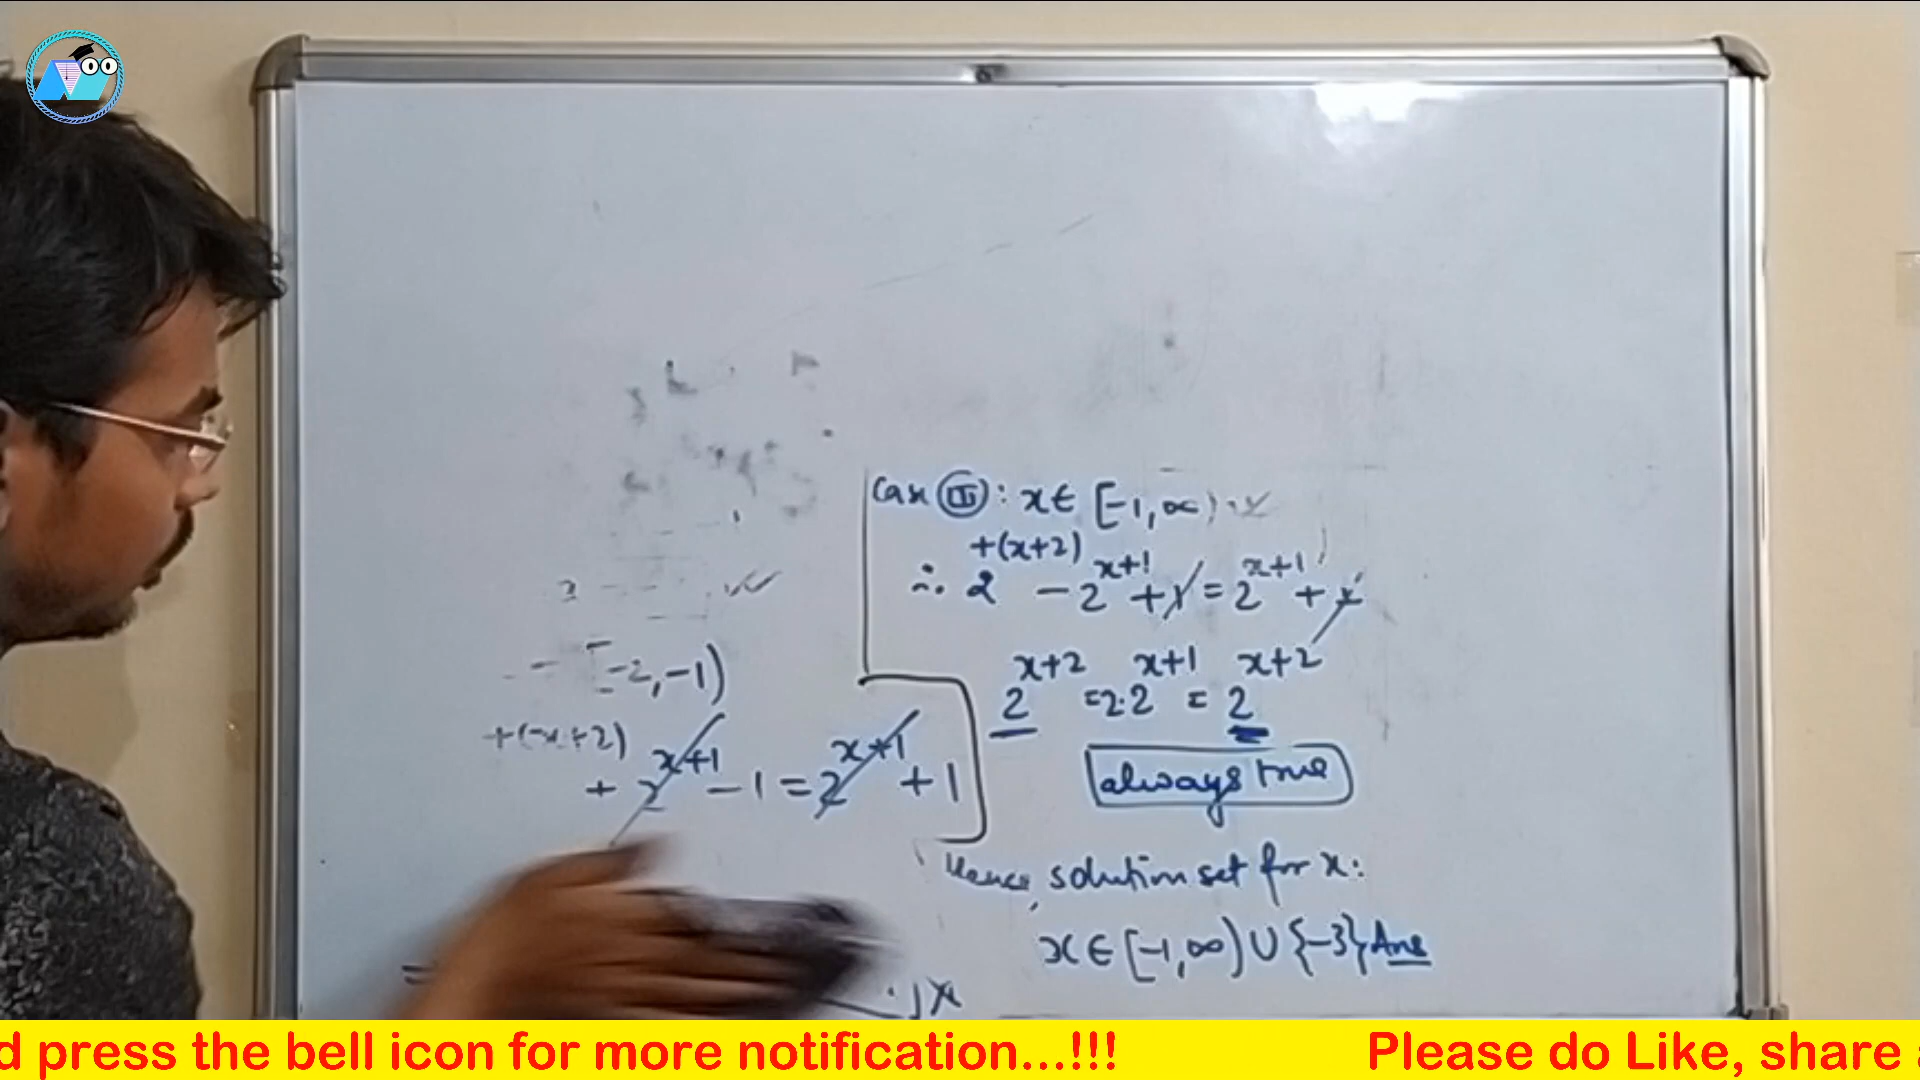 [-2,-1)
+(x+2)
+ 2^{x+1} - 1 = 2^{x+1} + 1
Case III : x ∈ [-1, ∞)
∴ 2^{+(x+2)} - 2^{x+1} + 1 = 2^{x+1} + 1
2^{x+2} = 2.2^{x+1} = 2^{x+2}
always true
Hence, solution set for x:
x ∈ [-1, ∞) ∪ {-3} Ans
d press the bell icon for more notification...!!! Please do Like, share